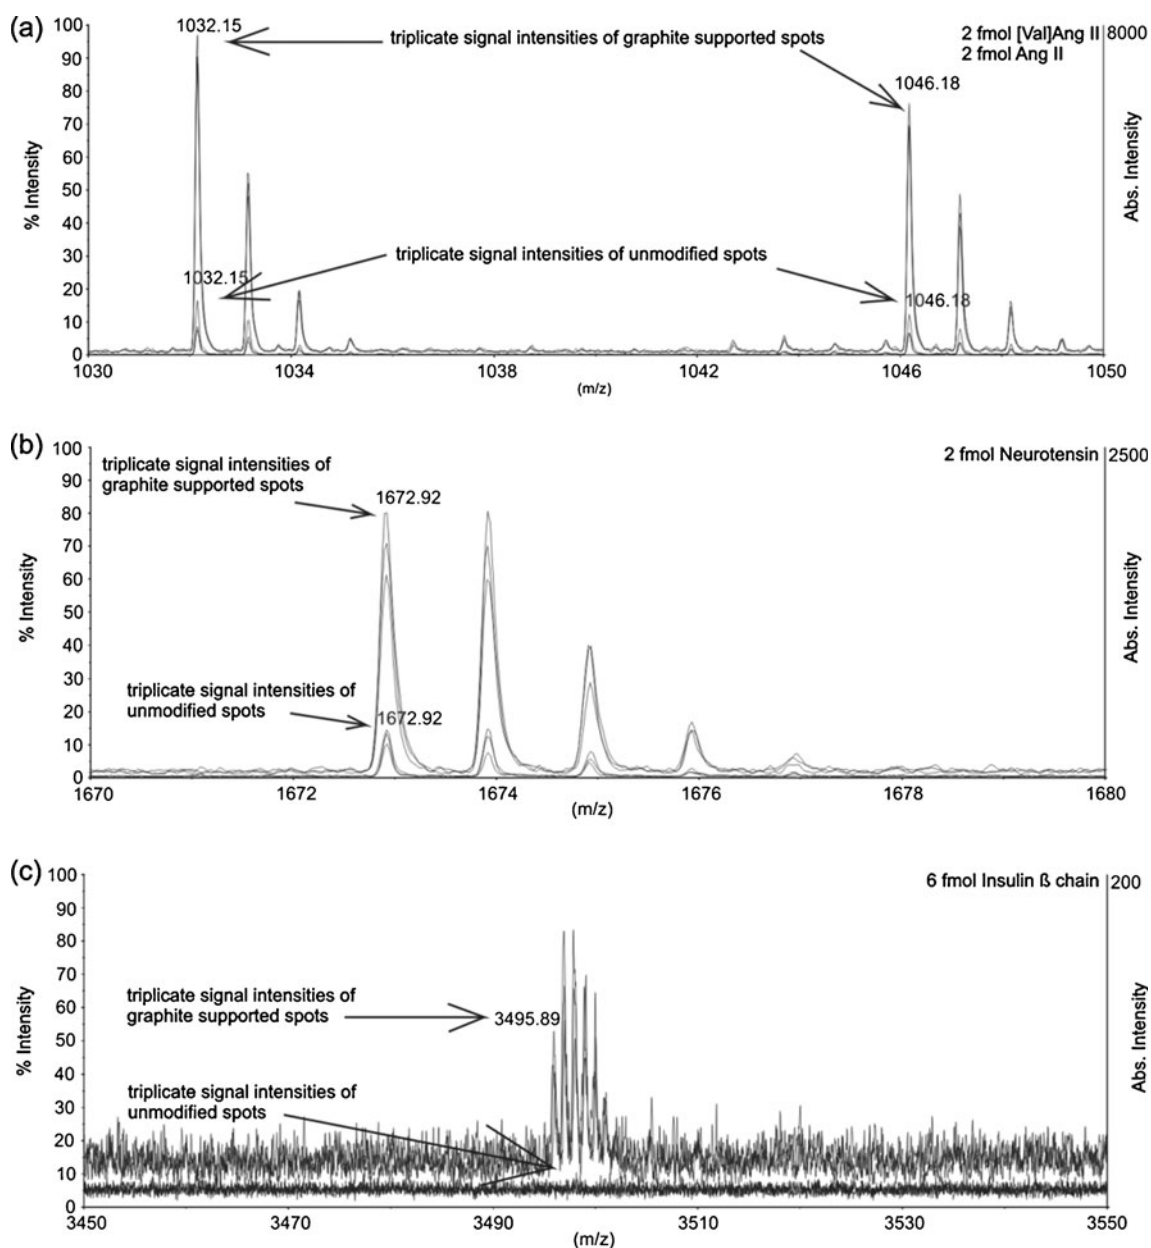 (a)
100
90
80
70
60
50
40
30
20
10
0
% Intensity
1032.15
triplicate signal intensities of graphite supported spots
2 fmol [Val]Ang II
2 fmol Ang II
8000
1046.18
triplicate signal intensities of unmodified spots
1032.15
1046.18
Abs. Intensity
1030 1034 1038 1042 1046 1050
(m/z)
(b)
100
90
80
70
60
50
40
30
20
10
0
% Intensity
triplicate signal intensities of
graphite supported spots
1672.92
2 fmol Neurotensin
2500
triplicate signal intensities of
unmodified spots
1672.92
Abs. Intensity
1670 1672 1674 1676 1678 1680
(m/z)
(c)
100
90
80
70
60
50
40
30
20
10
0
% Intensity
6 fmol Insulin ß chain
200
triplicate signal intensities of
graphite supported spots
3495.89
triplicate signal intensities of
unmodified spots
Abs. Intensity
3450 3470 3490 3510 3530 3550
(m/z)